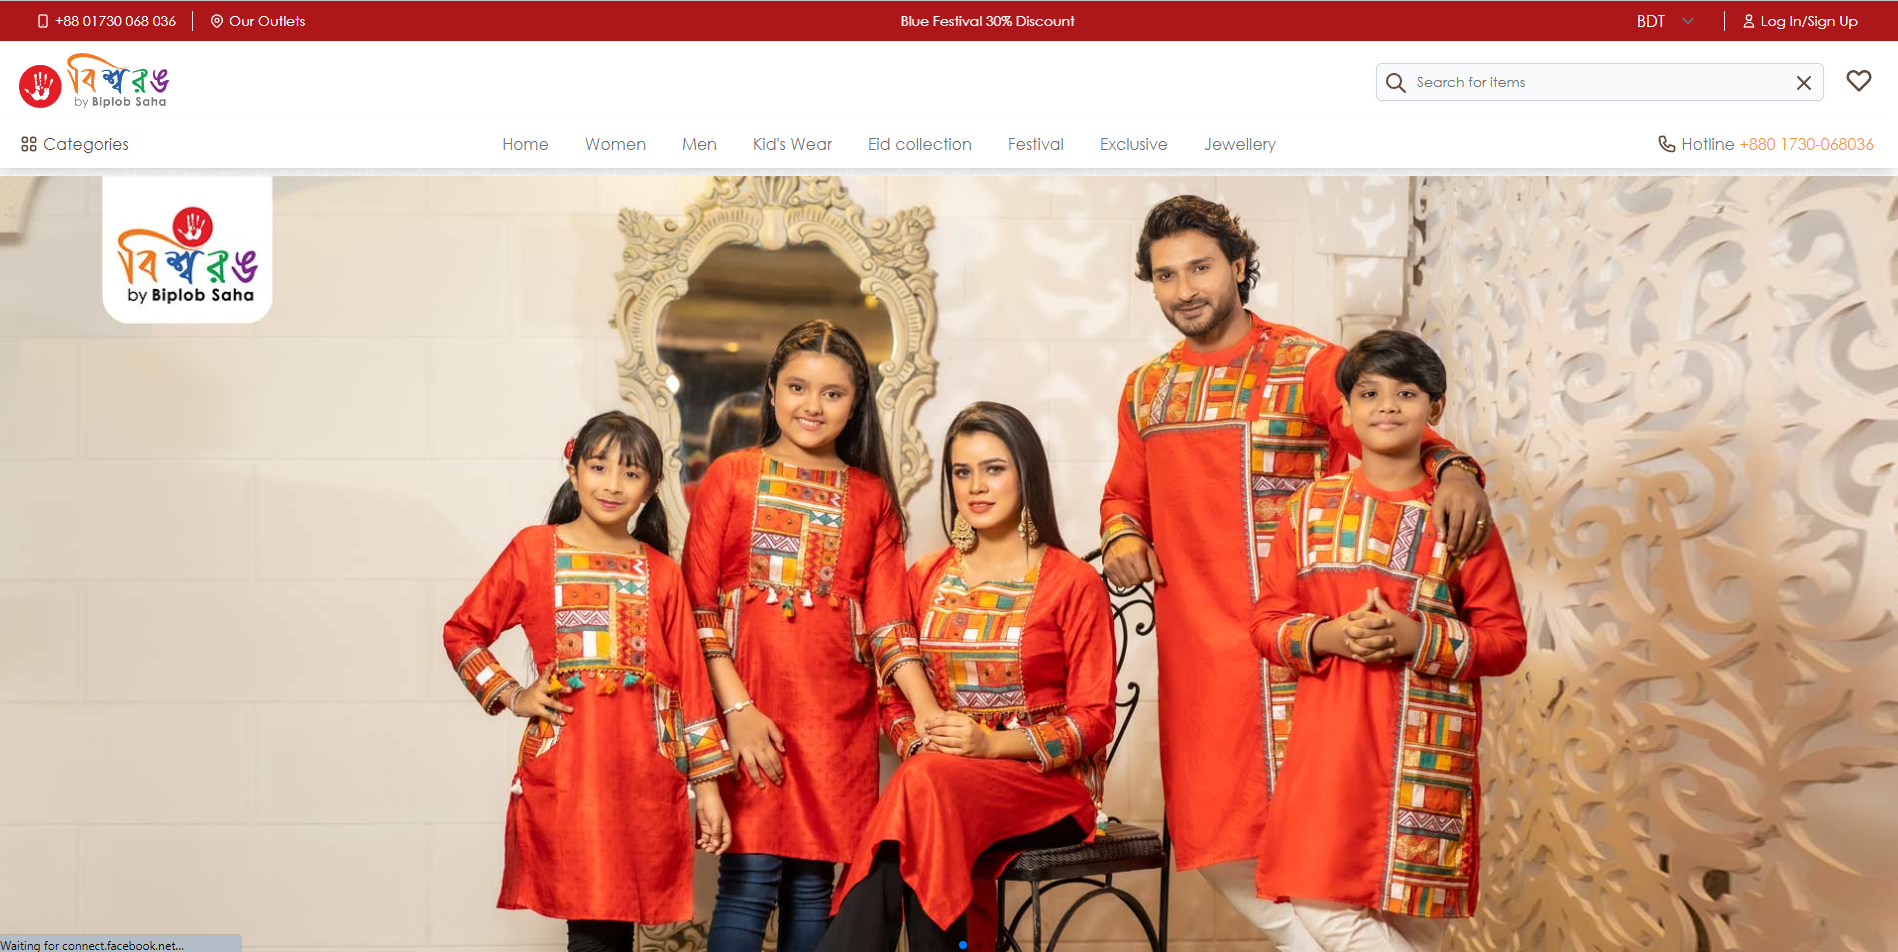 +88 01730 068 036
Our Outlets
Blue Festival 30% Discount
BDT
Log In/Sign Up
বিশ্বরঙ
by Biplob Saha
Search for items
Categories
Home
Women
Men
Kid's Wear
Eid collection
Festival
Exclusive
Jewellery
Hotline +880 1730-068036
বিশ্বরঙ
by Biplob Saha
Waiting for connect.facebook.net...